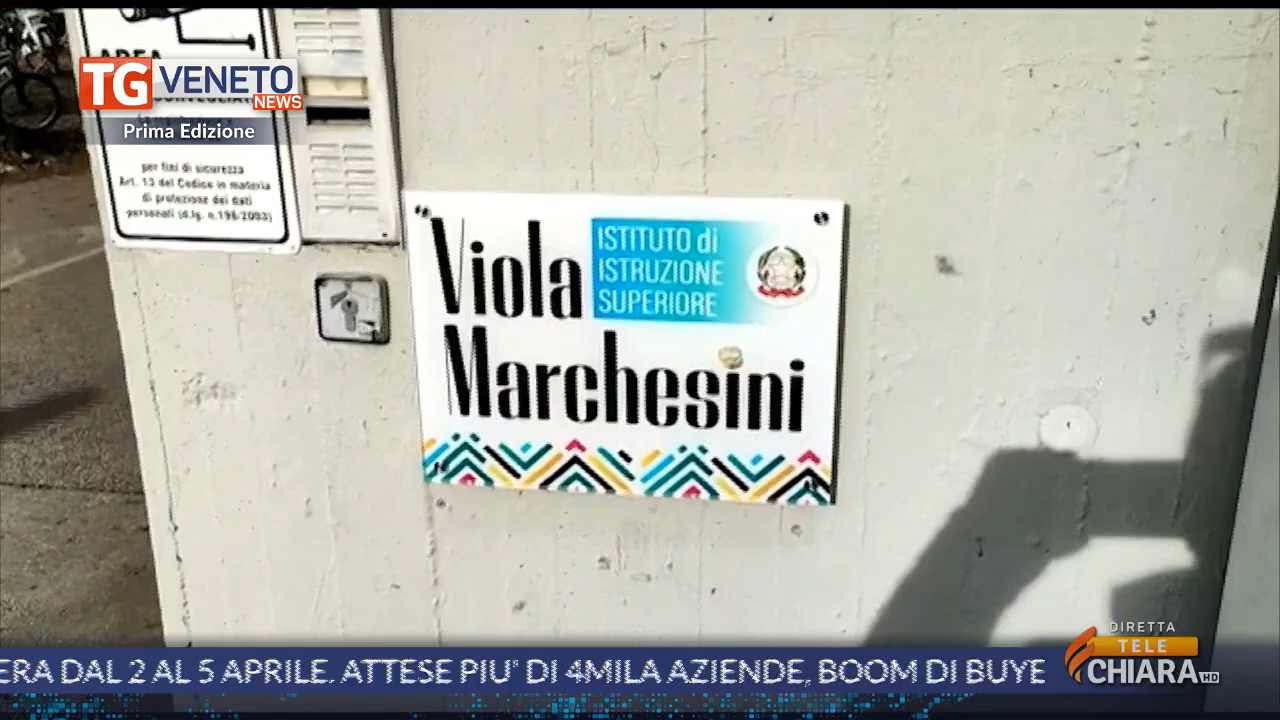 AREA
TG VENETO
NEWS
Prima Edizione
per fini di sicurezza
Art. 13 del Codice in materia
di protezione dei dati
personali (d.lg. n.196/2003)
Viola
ISTITUTO di
ISTRUZIONE
SUPERIORE
Marchesini
DIRETTA
TELE
CHIARA HD
ERA DAL 2 AL 5 APRILE. ATTESE PIU' DI 4MILA AZIENDE, BOOM DI BUYE